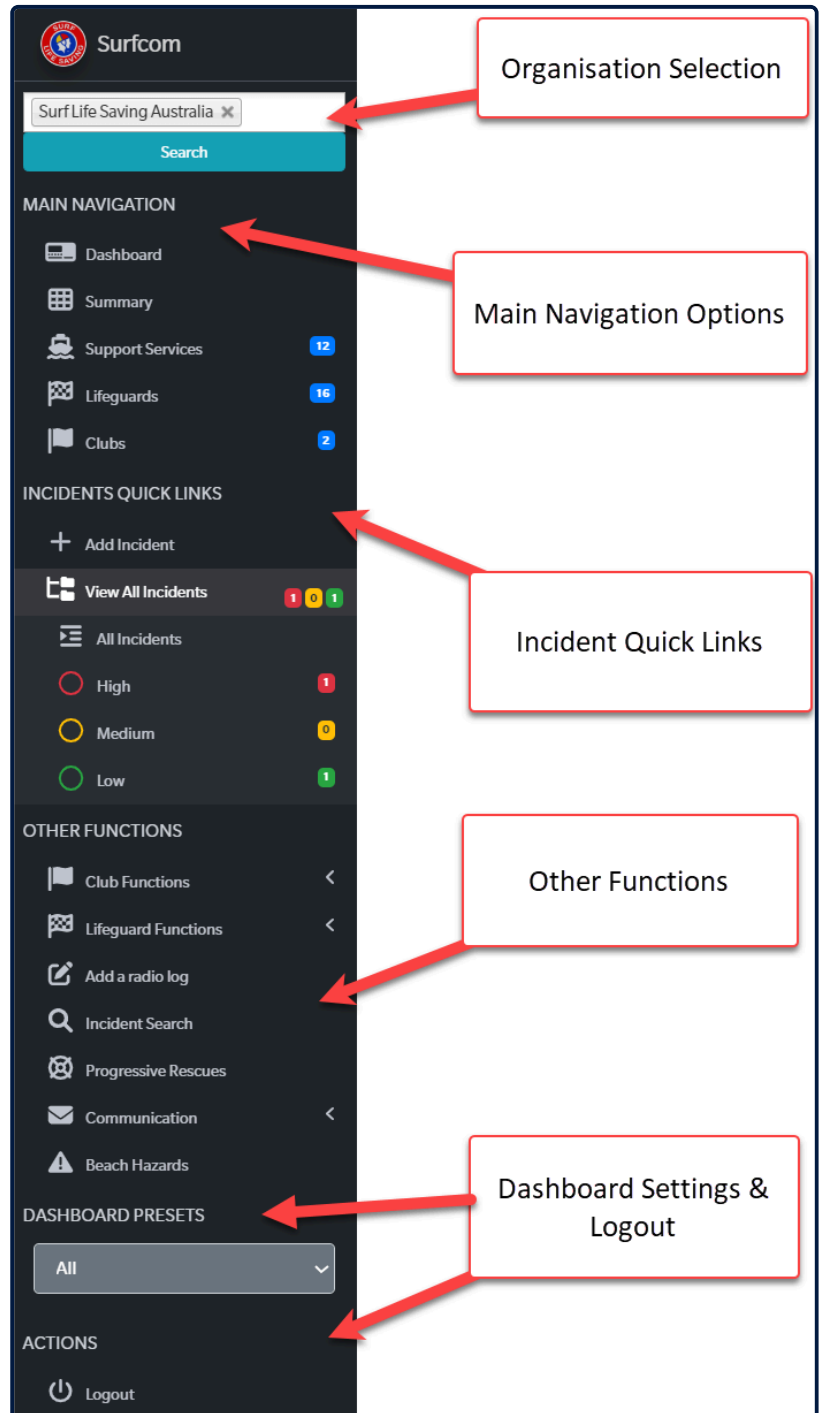 SURF
LIFE SAVING
Surfcom
Organisation Selection
Surf Life Saving Australia ×
Search
MAIN NAVIGATION
Dashboard
Main Navigation Options
Summary
Support Services 12
Lifeguards 16
Clubs 2
INCIDENTS QUICK LINKS
Add Incident
View All Incidents 1 0 1
Incident Quick Links
All Incidents
High 1
Medium 0
Low 1
OTHER FUNCTIONS
Club Functions
Other Functions
Lifeguard Functions
Add a radio log
Incident Search
Progressive Rescues
Communication
Beach Hazards
Dashboard Settings &
Logout
DASHBOARD PRESETS
All
ACTIONS
Logout